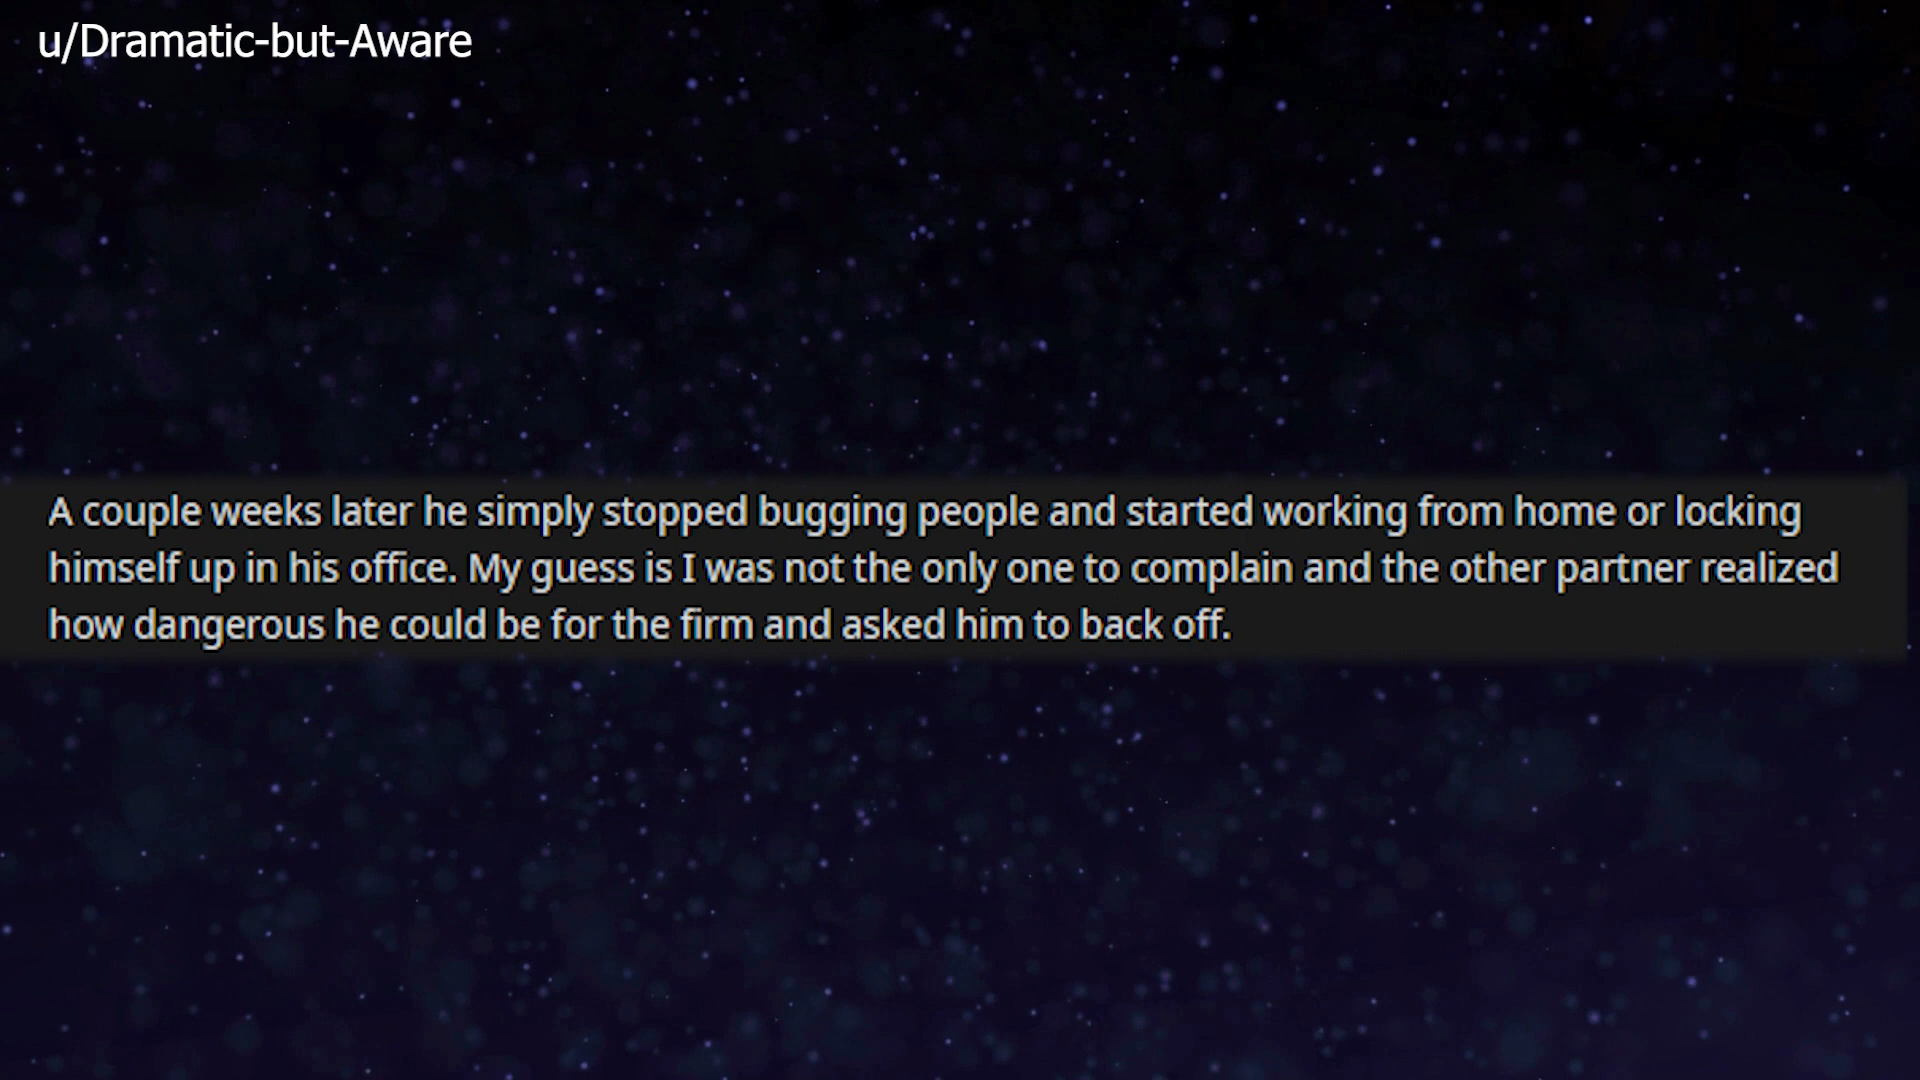 u/Dramatic-but-Aware
A couple weeks later he simply stopped bugging people and started working from home or locking
himself up in his office. My guess is I was not the only one to complain and the other partner realized
how dangerous he could be for the firm and asked him to back off.